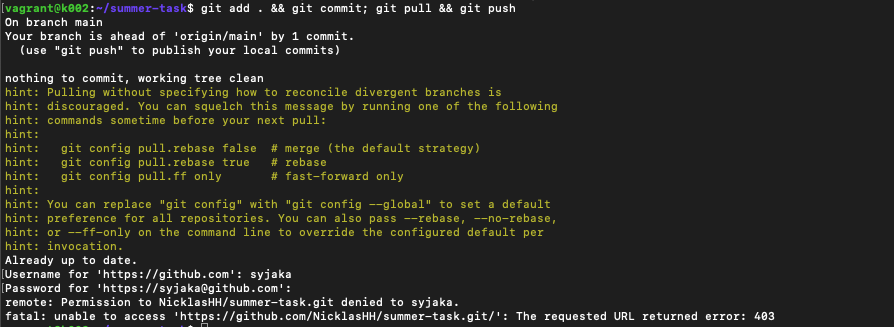 [vagrant@k002:~/summer-task$ git add . && git commit; git pull && git push
On branch main
Your branch is ahead of 'origin/main' by 1 commit.
  (use "git push" to publish your local commits)

nothing to commit, working tree clean
hint: Pulling without specifying how to reconcile divergent branches is
hint: discouraged. You can squelch this message by running one of the following
hint: commands sometime before your next pull:
hint:
hint:   git config pull.rebase false  # merge (the default strategy)
hint:   git config pull.rebase true   # rebase
hint:   git config pull.ff only       # fast-forward only
hint:
hint: You can replace "git config" with "git config --global" to set a default
hint: preference for all repositories. You can also pass --rebase, --no-rebase,
hint: or --ff-only on the command line to override the configured default per
hint: invocation.
Already up to date.
[Username for 'https://github.com': syjaka
[Password for 'https://syjaka@github.com':
remote: Permission to NicklasHH/summer-task.git denied to syjaka.
fatal: unable to access 'https://github.com/NicklasHH/summer-task.git/': The requested URL returned error: 403